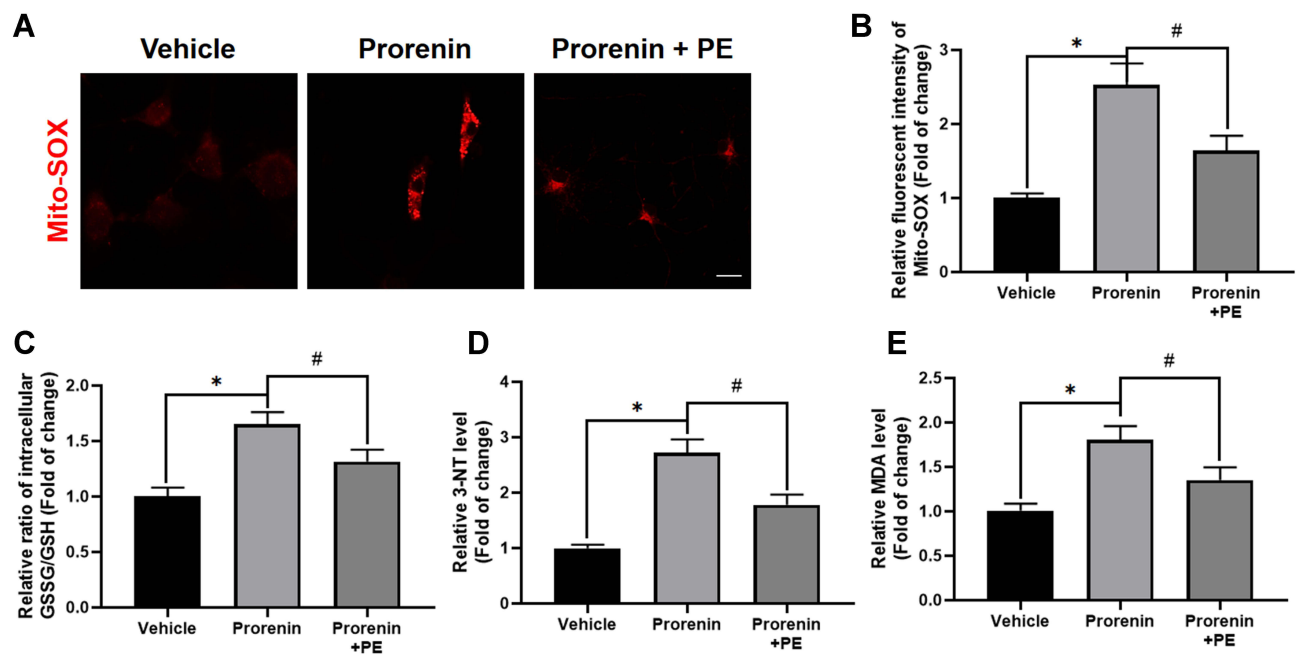 A
Vehicle
Prorenin
Prorenin + PE
Mito-SOX
B
Relative fluorescent intensity of
Mito-SOX (Fold of change)
3
2
1
0
*
#
Vehicle
Prorenin
Prorenin
+PE
C
Relative ratio of intracellular
GSSG/GSH (Fold of change)
2.0
1.5
1.0
0.5
0.0
*
#
Vehicle
Prorenin
Prorenin
+PE
D
Relative 3-NT level
(Fold of change)
4
3
2
1
0
*
#
Vehicle
Prorenin
Prorenin
+PE
E
Relative MDA level
(Fold of change)
2.5
2.0
1.5
1.0
0.5
0.0
*
#
Vehicle
Prorenin
Prorenin
+PE